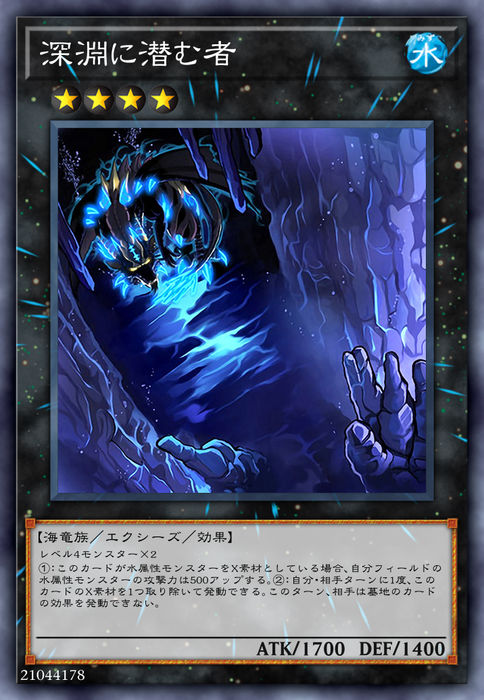 深淵に潜む者
みず
水
【海竜族／エクシーズ／効果】
レベル4モンスター×2
①:このカードが水属性モンスターをX素材としている場合、自分フィールドの
水属性モンスターの攻撃力は500アップする。②:自分・相手ターンに1度、この
カードのX素材を1つ取り除いて発動できる。このターン、相手は墓地のカード
の効果を発動できない。
ATK/1700 DEF/1400
21044178